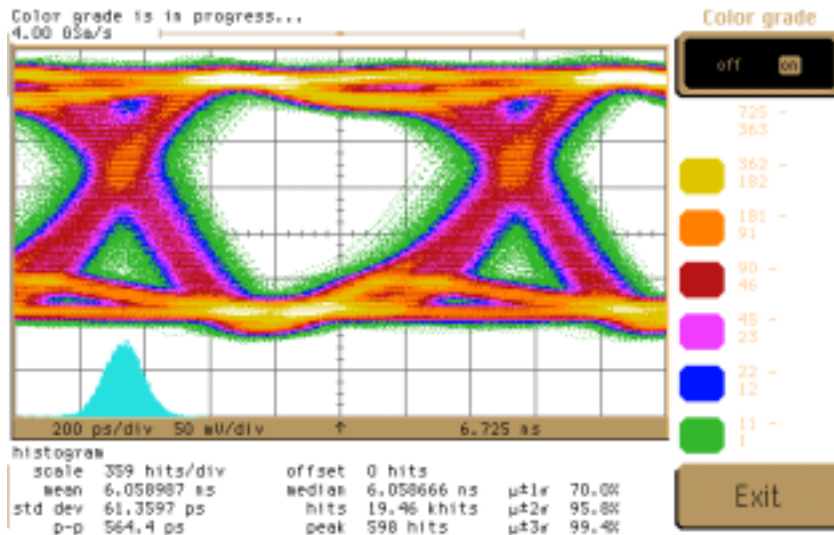 Color grade is in progress...
4.00 GSa/s
Color grade
off on
725 -
363
362 -
182
181 -
91
90 -
46
45 -
23
22 -
12
11 -
1
200 ps/div 50 mV/div ↑ 6.725 ns
histogram
scale 359 hits/div offset 0 hits
mean 6.058987 ns median 6.058666 ns µ±1σ 70.0%
std dev 61.3597 ps hits 19.46 khits µ±2σ 95.8%
p-p 564.4 ps peak 598 hits µ±3σ 99.4%
Exit